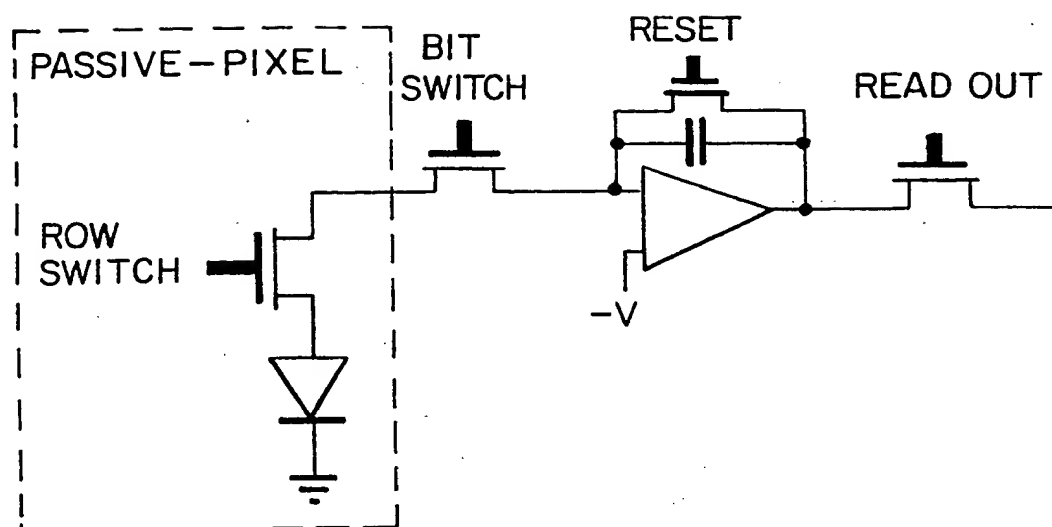 PASSIVE-PIXEL
BIT
SWITCH
RESET
READ OUT
ROW
SWITCH
-V